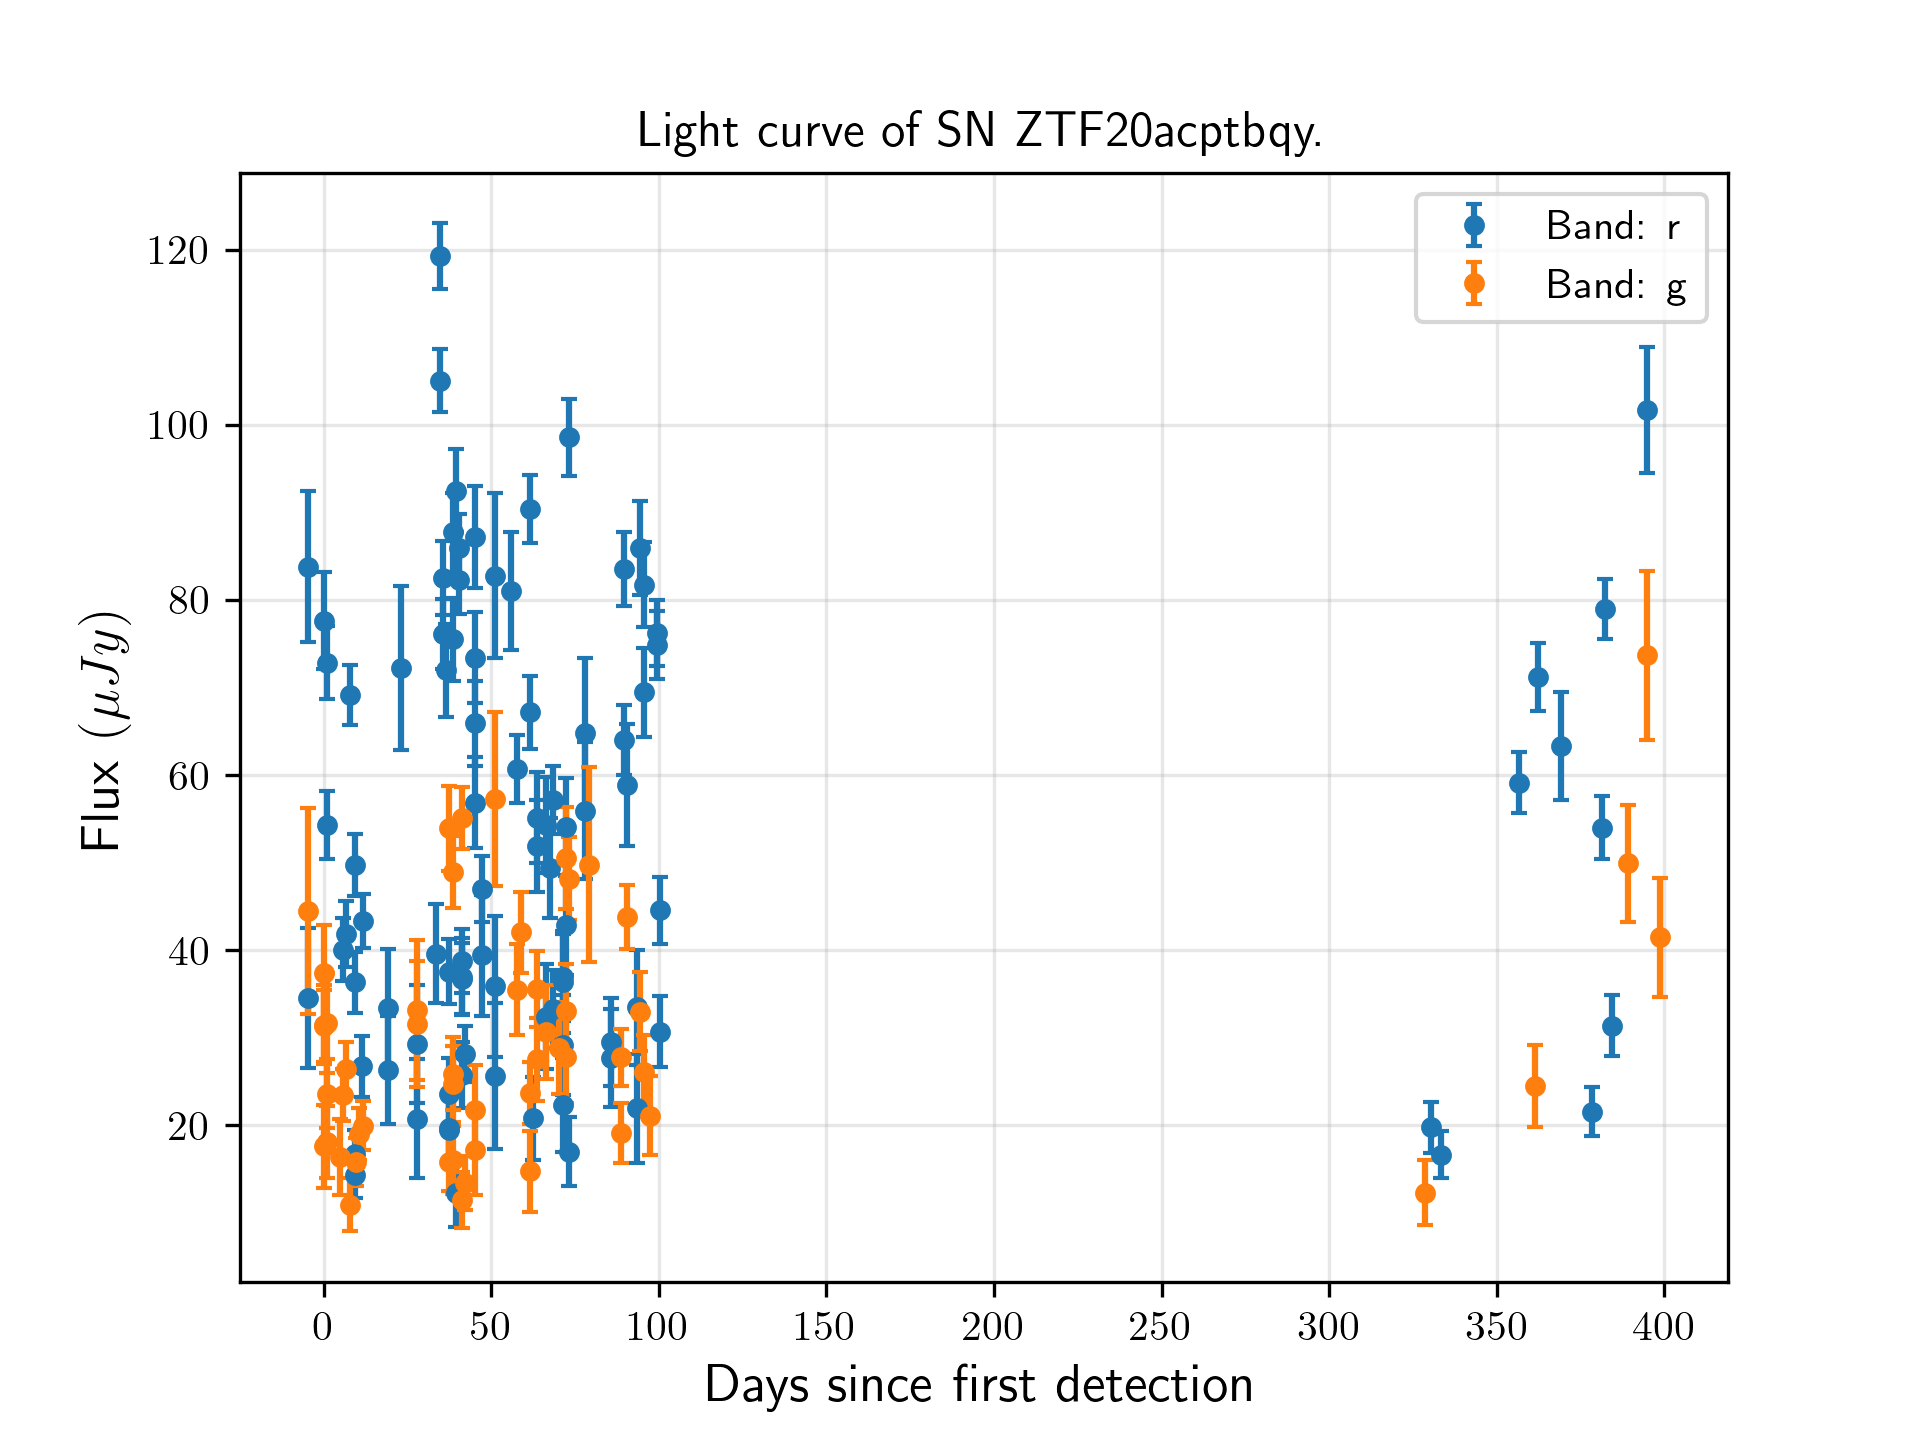 Light curve of SN ZTF20acptbqy.
Band: r
Band: g
120
100
80
60
40
20
Flux (μJy)
0 50 100 150 200 250 300 350 400
Days since first detection